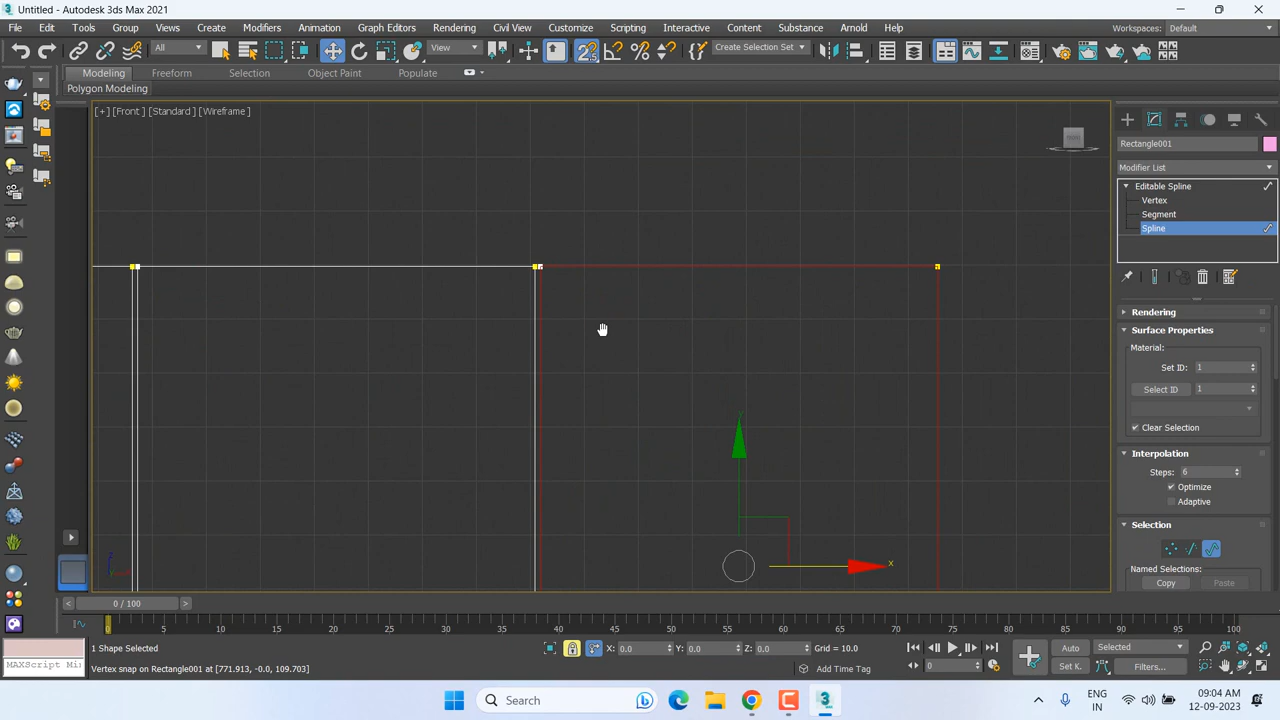 Untitled - Autodesk 3ds Max 2021
File Edit Tools Group Views Create Modifiers Animation Graph Editors Rendering Civil View Customize Scripting Interactive Content Substance Arnold Help
Workspaces: Default
All View Create Selection Set
Modeling Freeform Selection Object Paint Populate
Polygon Modeling
[+] [Front] [Standard] [Wireframe]
Rectangle001
Modifier List
Editable Spline
Vertex
Segment
Spline
Rendering
Surface Properties
Material:
Set ID: 1
Select ID 1
Clear Selection
Interpolation
Steps: 6
Optimize
Adaptive
Selection
Named Selections:
Copy Paste
y
x
< 0 / 100 >
0 5 10 15 20 25 30 35 40 45 50 55 60 65 70 75 80 85 90 95 100
1 Shape Selected
X: 0.0 Y: 0.0 Z: 0.0 Grid = 10.0
Auto Selected
MAXScript Mi
Vertex snap on Rectangle001 at [771.913, -0.0, 109.703]
Add Time Tag
0
Set K. Filters...
Search
ENG
IN
09:04 AM
12-09-2023